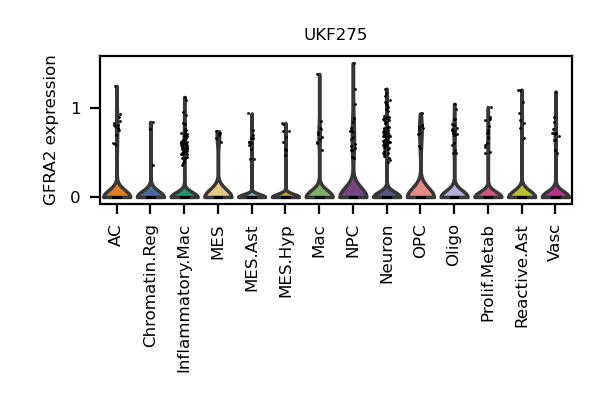 UKF275
GFRA2 expression
1
0
AC
Chromatin.Reg
Inflammatory.Mac
MES
MES.Ast
MES.Hyp
Mac
NPC
Neuron
OPC
Oligo
Prolif.Metab
Reactive.Ast
Vasc